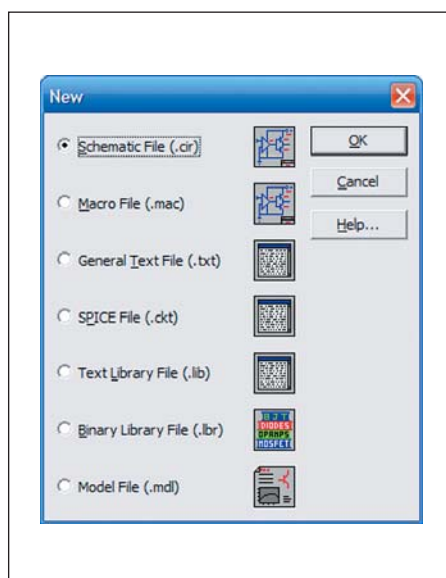 New
Schematic File (.cir)
OK
Macro File (.mac)
Cancel
General Text File (.txt)
Help...
SPICE File (.ckt)
Text Library File (.lib)
Binary Library File (.lbr)
BJT
DIODES
OPAMPS
MOSFET
Model File (.mdl)